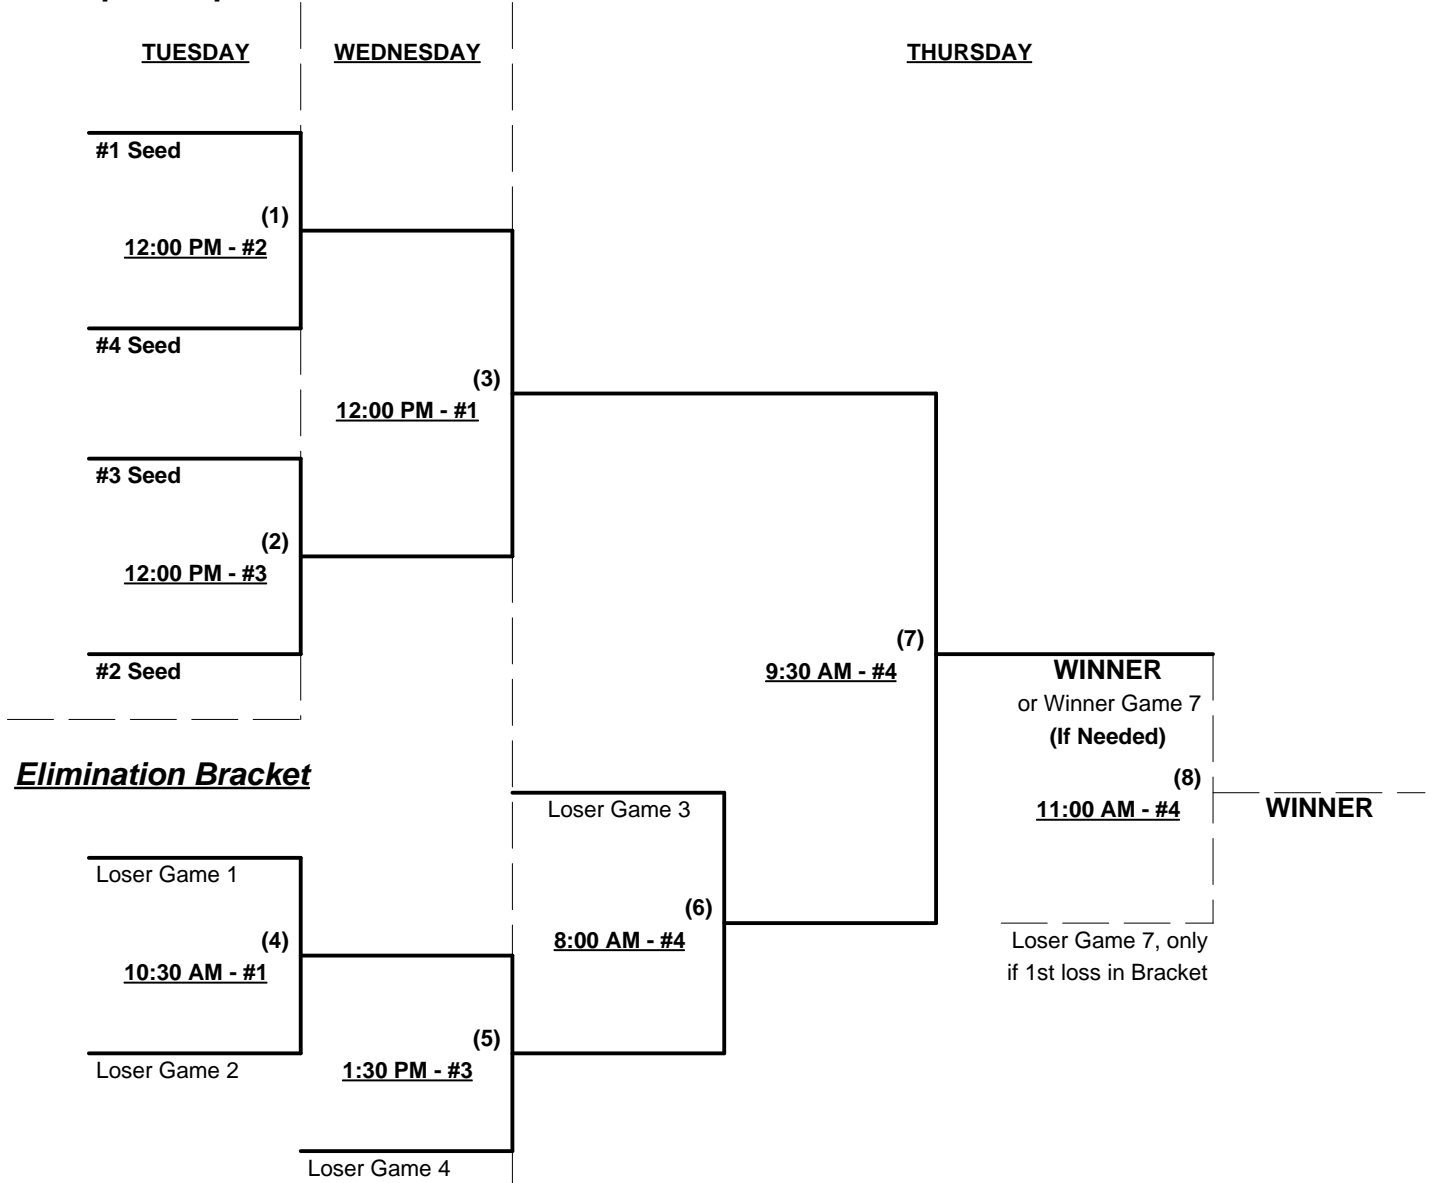 TUESDAY
WEDNESDAY
THURSDAY
#1 Seed
(1)
12:00 PM - #2
#4 Seed
(3)
12:00 PM - #1
#3 Seed
(2)
12:00 PM - #3
#2 Seed
(7)
9:30 AM - #4
WINNER
or Winner Game 7
(If Needed)
(8)
11:00 AM - #4
WINNER
Loser Game 7, only
if 1st loss in Bracket
Elimination Bracket
Loser Game 3
(6)
8:00 AM - #4
Loser Game 1
(4)
10:30 AM - #1
Loser Game 2
(5)
1:30 PM - #3
Loser Game 4